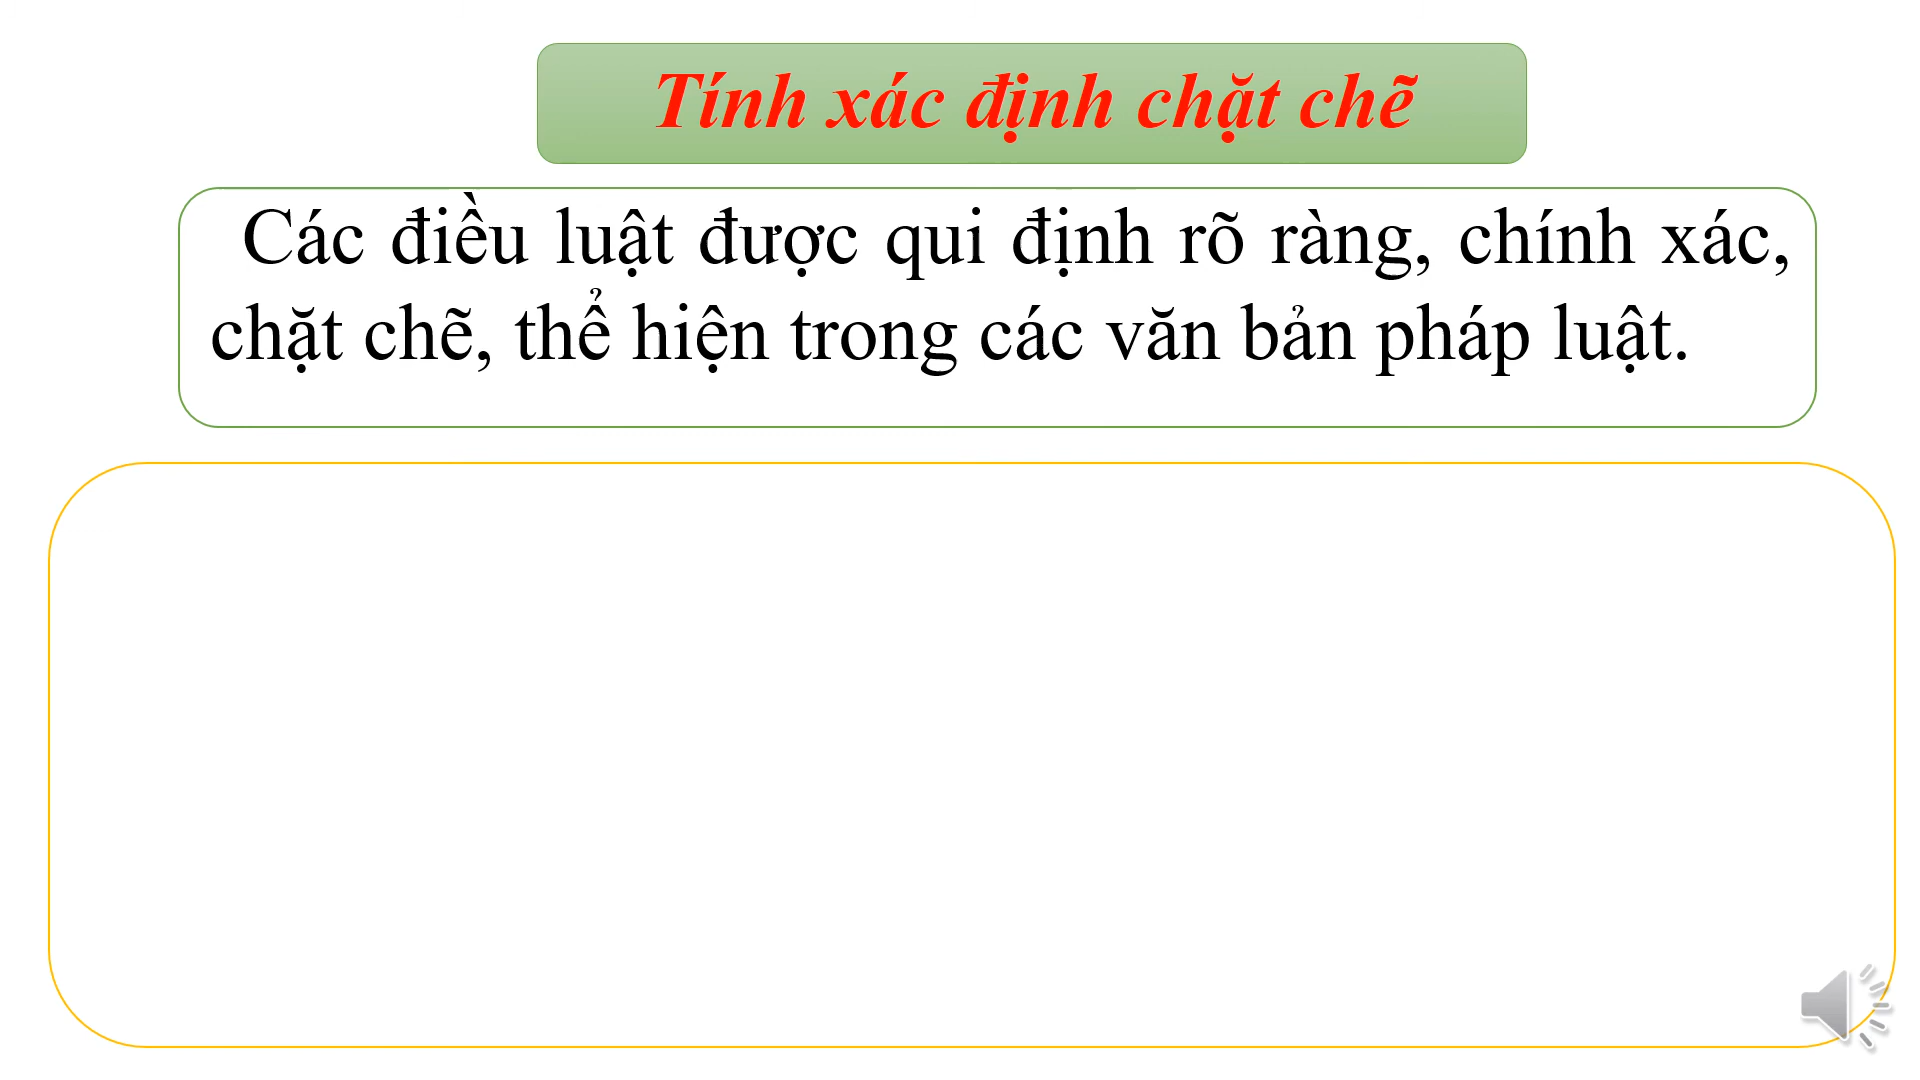 Tính xác định chặt chẽ
Các điều luật được qui định rõ ràng, chính xác,
chặt chẽ, thể hiện trong các văn bản pháp luật.